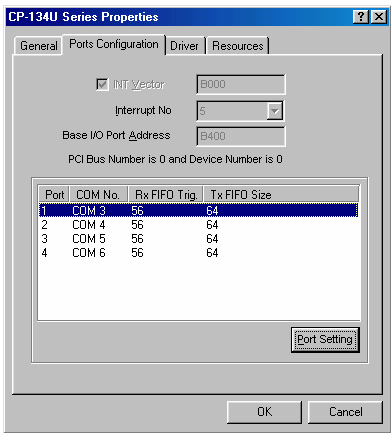 CP-134U Series Properties
General Ports Configuration Driver Resources
INT Vector B000
Interrupt No 5
Base I/O Port Address B400
PCI Bus Number is 0 and Device Number is 0
Port COM No. Rx FIFO Trig. Tx FIFO Size
1 COM 3 56 64
2 COM 4 56 64
3 COM 5 56 64
4 COM 6 56 64
Port Setting
OK Cancel